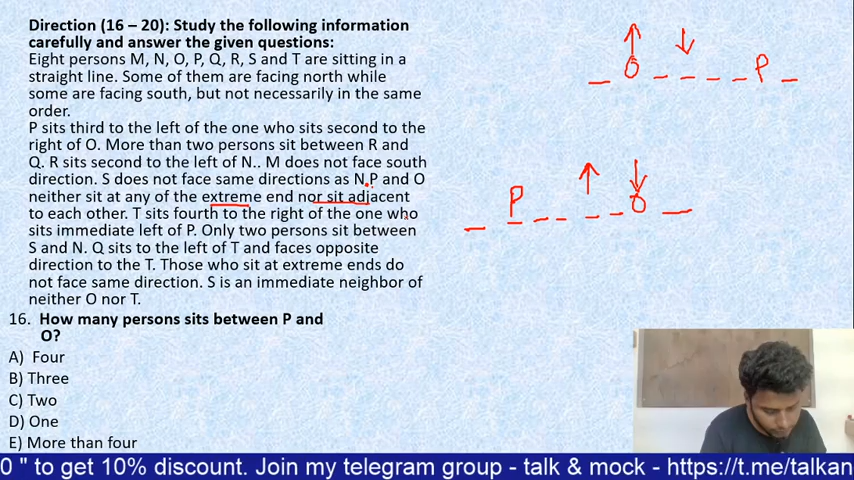 Direction (16 – 20): Study the following information
carefully and answer the given questions:
Eight persons M, N, O, P, Q, R, S and T are sitting in a
straight line. Some of them are facing north while
some are facing south, but not necessarily in the same
order.
P sits third to the left of the one who sits second to the
right of O. More than two persons sit between R and
Q. R sits second to the left of N.. M does not face south
direction. S does not face same directions as N.P and O
neither sit at any of the extreme end nor sit adjacent
to each other. T sits fourth to the right of the one who
sits immediate left of P. Only two persons sit between
S and N. Q sits to the left of T and faces opposite
direction to the T. Those who sit at extreme ends do
not face same direction. S is an immediate neighbor of
neither O nor T.
16. How many persons sits between P and
O?
A) Four
B) Three
C) Two
D) One
E) More than four
O P
P O
0 " to get 10% discount. Join my telegram group - talk & mock - https://t.me/talkan